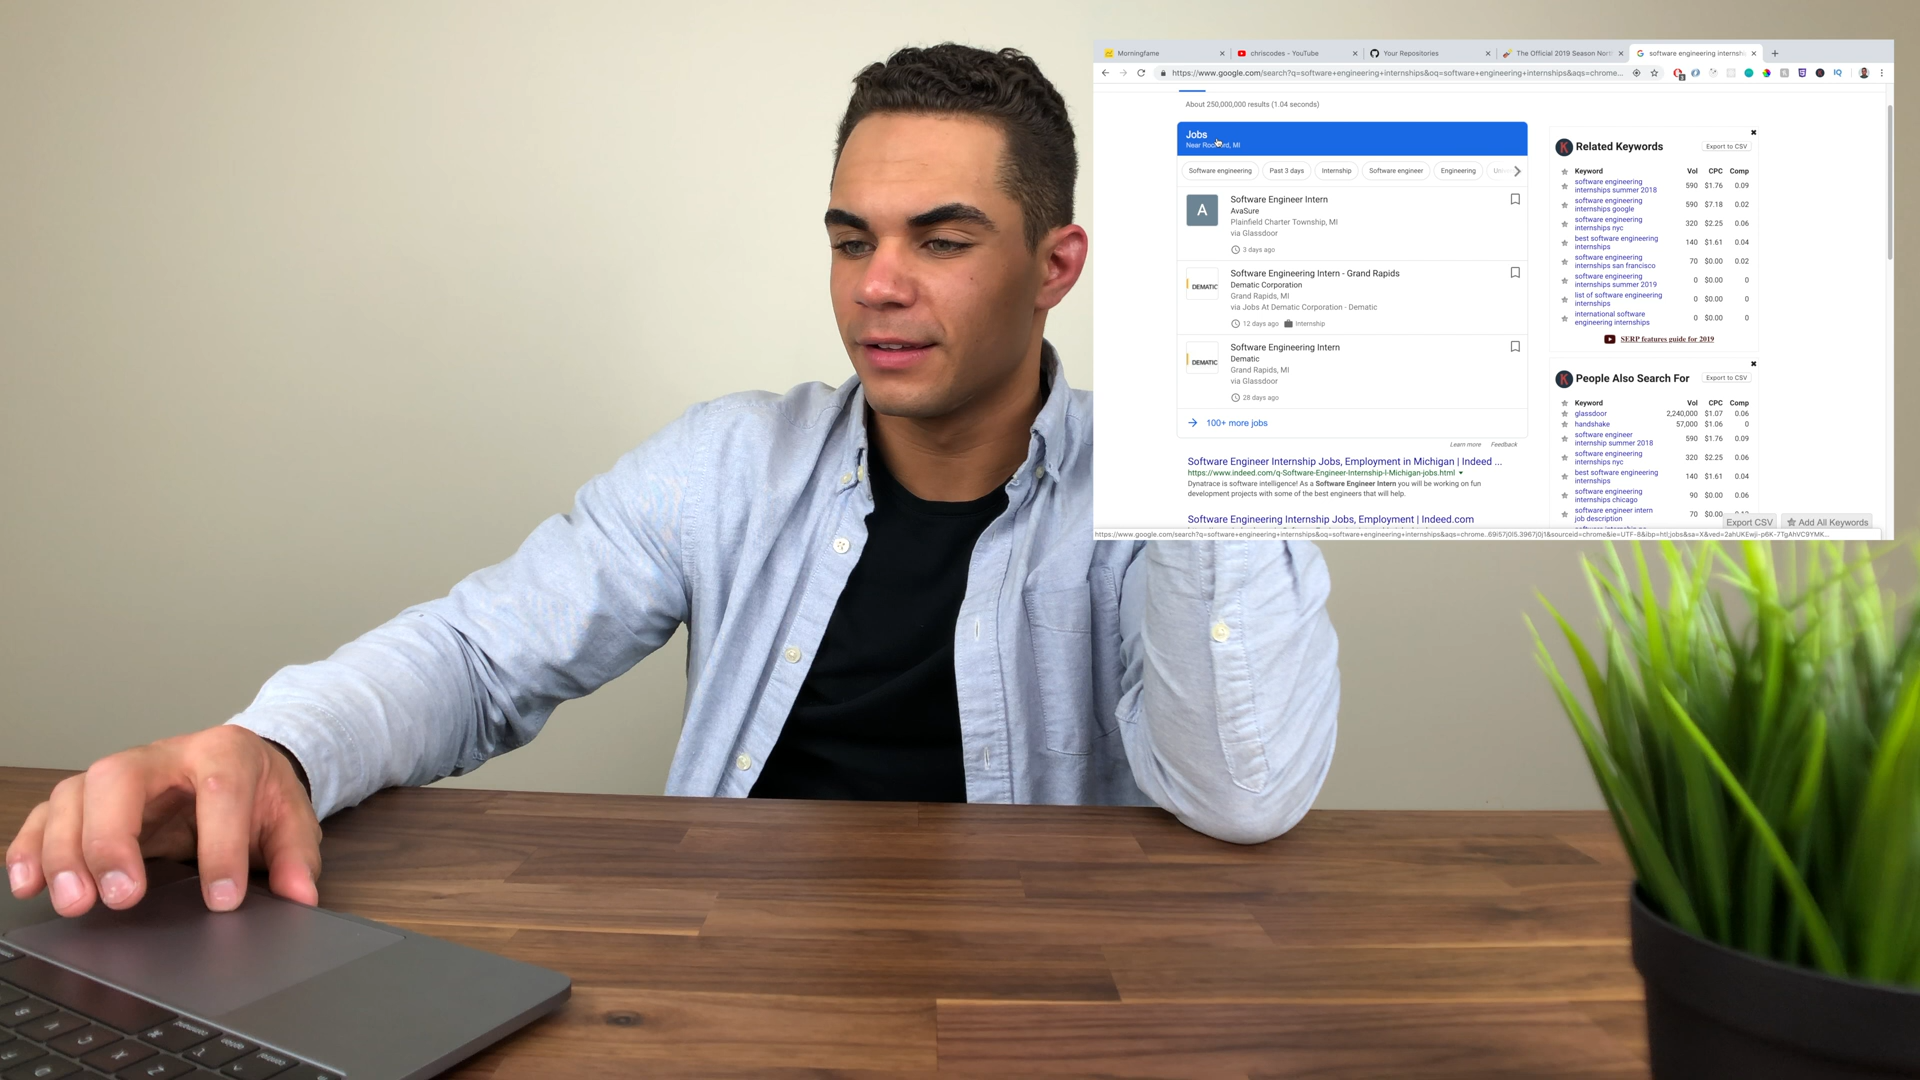 Morningfame
chriscodes - YouTube
Your Repositories
The Official 2019 Season Nort
software engineering internsh
https://www.google.com/search?q=software+engineering+internships&oq=software+engineering+internships&aqs=chrome...
About 250,000,000 results (1.04 seconds)
Jobs
Near Rockford, MI
Software engineering
Past 3 days
Internship
Software engineer
Engineering
A
Software Engineer Intern
AvaSure
Plainfield Charter Township, MI
via Glassdoor
3 days ago
DEMATIC
Software Engineering Intern - Grand Rapids
Dematic Corporation
Grand Rapids, MI
via Jobs At Dematic Corporation - Dematic
12 days ago Internship
DEMATIC
Software Engineering Intern
Dematic
Grand Rapids, MI
via Glassdoor
28 days ago
100+ more jobs
Learn more Feedback
Software Engineer Internship Jobs, Employment in Michigan | Indeed ...
https://www.indeed.com/q-Software-Engineer-Internship-l-Michigan-jobs.html
Dynatrace is software intelligence! As a Software Engineer Intern you will be working on fun
development projects with some of the best engineers that will help.
Software Engineering Internship Jobs, Employment | Indeed.com
K Related Keywords Export to CSV
Keyword Vol CPC Comp
software engineering
internships summer 2018 590 $1.76 0.09
software engineering
internships google 590 $7.18 0.02
software engineering
internships nyc 320 $2.25 0.06
best software engineering
internships 140 $1.61 0.04
software engineering
internships san francisco 70 $0.00 0.02
software engineering
internships summer 2019 0 $0.00 0
list of software engineering
internships 0 $0.00 0
international software
engineering internships 0 $0.00 0
SERP features guide for 2019
K People Also Search For Export to CSV
Keyword Vol CPC Comp
glassdoor 2,240,000 $1.07 0.06
handshake 57,000 $1.06 0
software engineer
internship summer 2018 590 $1.76 0.09
software engineering
internships nyc 320 $2.25 0.06
best software engineering
internships 140 $1.61 0.04
software engineering
internships chicago 90 $0.00 0.06
software engineer intern
job description 70 $0.00
Export CSV
Add All Keywords